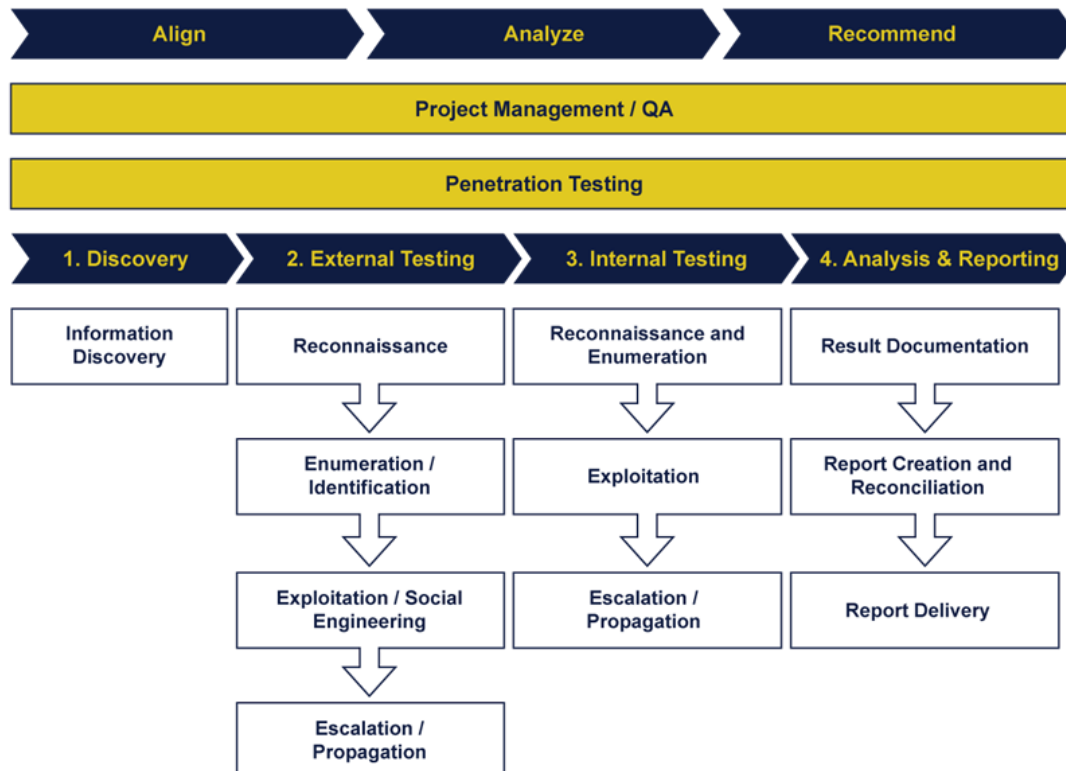 Align
Analyze
Recommend
Project Management / QA
Penetration Testing
1. Discovery
2. External Testing
3. Internal Testing
4. Analysis & Reporting
Information
Discovery
Reconnaissance
Reconnaissance and
Enumeration
Result Documentation
Enumeration /
Identification
Exploitation
Report Creation and
Reconciliation
Exploitation / Social
Engineering
Escalation /
Propagation
Report Delivery
Escalation /
Propagation